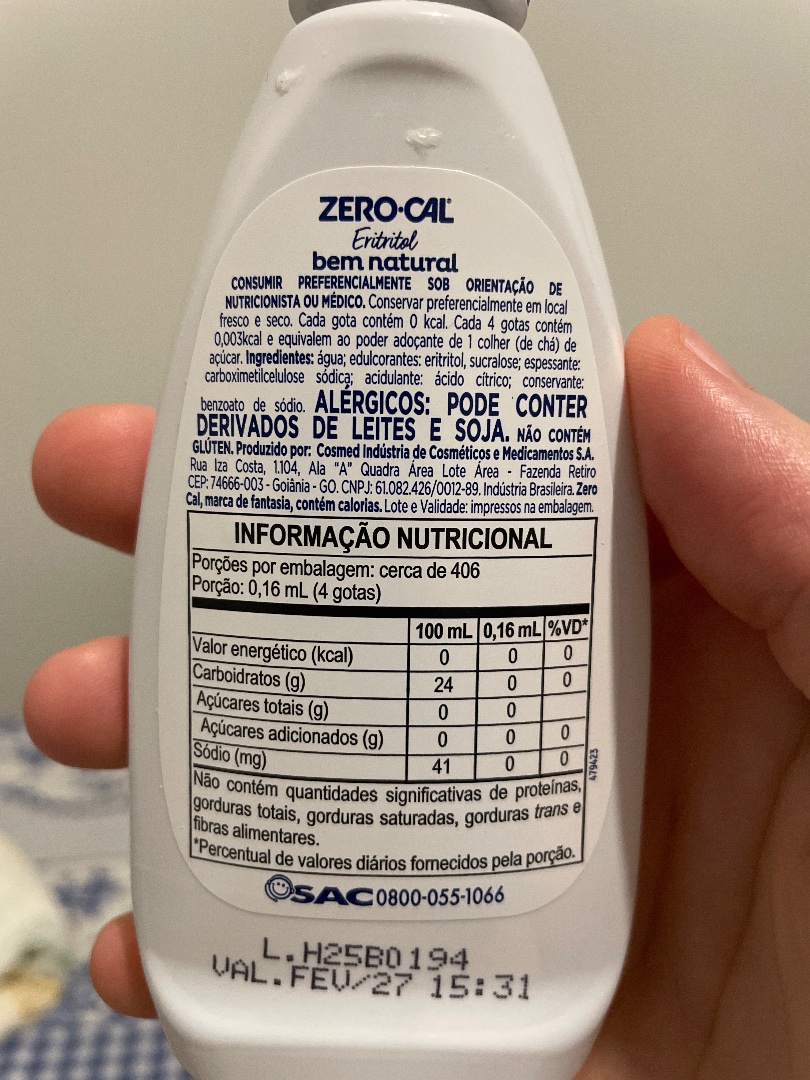 ZERO·CAL
Eritritol
bem natural
CONSUMIR PREFERENCIALMENTE SOB ORIENTAÇÃO DE
NUTRICIONISTA OU MÉDICO. Conservar preferencialmente em local
fresco e seco. Cada gota contém 0 kcal. Cada 4 gotas contém
0,003kcal e equivalem ao poder adoçante de 1 colher (de chá) de
açúcar. Ingredientes: água; edulcorantes: eritritol, sucralose; espessante:
carboximetilcelulose sódica; acidulante: ácido cítrico; conservante:
benzoato de sódio. ALÉRGICOS: PODE CONTER
DERIVADOS DE LEITES E SOJA. NÃO CONTÉM
GLÚTEN. Produzido por: Cosmed Indústria de Cosméticos e Medicamentos S.A.
Rua Iza Costa, 1.104, Ala "A" Quadra Área Lote Área - Fazenda Retiro
CEP: 74666-003 - Goiânia - GO. CNPJ: 61.082.426/0012-89. Indústria Brasileira. Zero
Cal, marca de fantasia, contém calorias. Lote e Validade: impressos na embalagem.
INFORMAÇÃO NUTRICIONAL
Porções por embalagem: cerca de 406
Porção: 0,16 mL (4 gotas)
100 mL 0,16 mL %VD*
Valor energético (kcal) 0 0 0
Carboidratos (g) 24 0 0
Açúcares totais (g) 0 0
Açúcares adicionados (g) 0 0 0
Sódio (mg) 41 0 0
Não contém quantidades significativas de proteínas,
gorduras totais, gorduras saturadas, gorduras trans e
fibras alimentares.
*Percentual de valores diários fornecidos pela porção.
479423
SAC 0800-055-1066
L.H25B0194
VAL.FEV/27 15:31